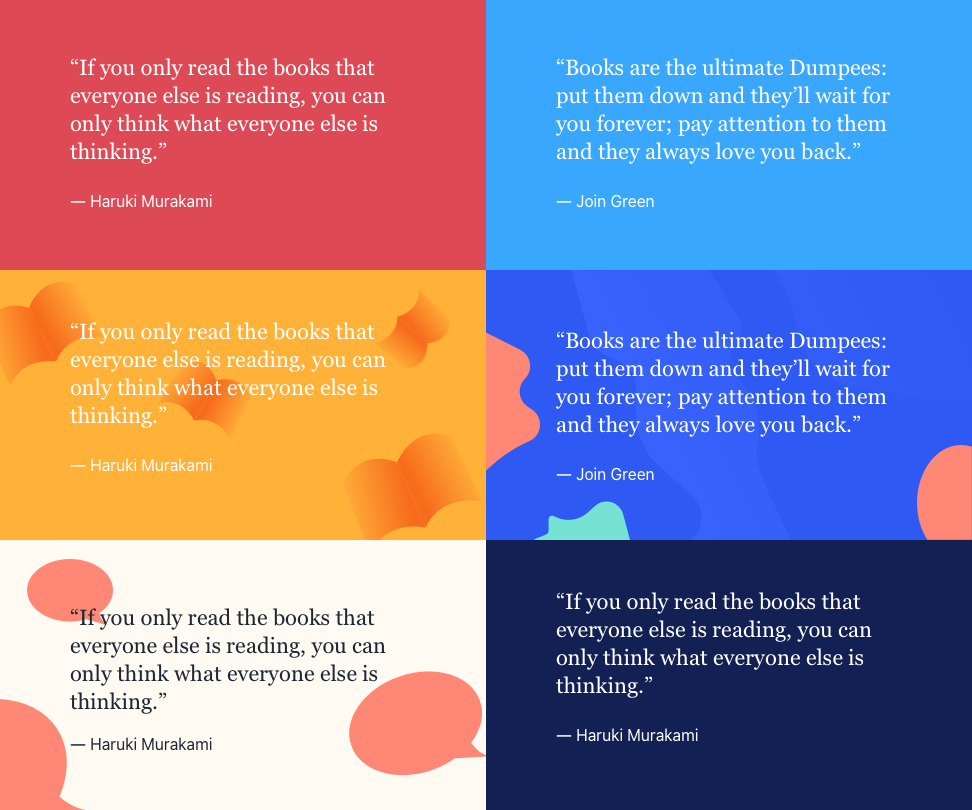 “If you only read the books that
everyone else is reading, you can
only think what everyone else is
thinking.”
— Haruki Murakami
“Books are the ultimate Dumpees:
put them down and they’ll wait for
you forever; pay attention to them
and they always love you back.”
— Join Green
“If you only read the books that
everyone else is reading, you can
only think what everyone else is
thinking.”
— Haruki Murakami
“Books are the ultimate Dumpees:
put them down and they’ll wait for
you forever; pay attention to them
and they always love you back.”
— Join Green
“If you only read the books that
everyone else is reading, you can
only think what everyone else is
thinking.”
— Haruki Murakami
“If you only read the books that
everyone else is reading, you can
only think what everyone else is
thinking.”
— Haruki Murakami